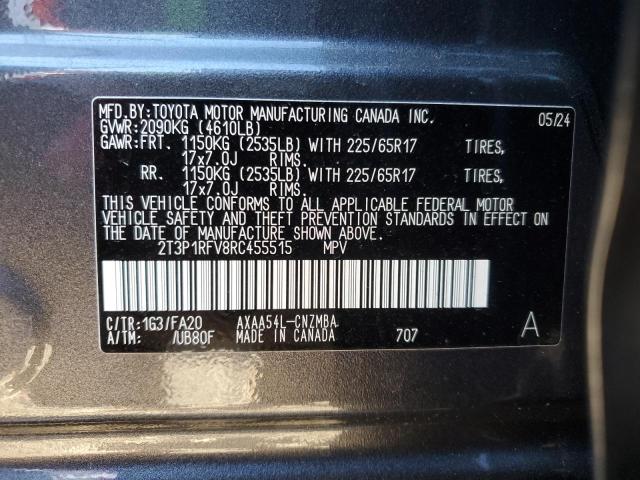 MFD.BY:TOYOTA MOTOR MANUFACTURING CANADA INC. 05/24
GVWR:2090KG (4610LB)
GAWR:FRT. 1150KG (2535LB) WITH 225/65R17 TIRES,
17x7.0J RIMS.
RR. 1150KG (2535LB) WITH 225/65R17 TIRES,
17x7.0J RIMS.
THIS VEHICLE CONFORMS TO ALL APPLICABLE FEDERAL MOTOR
VEHICLE SAFETY AND THEFT PREVENTION STANDARDS IN EFFECT ON
THE DATE OF MANUFACTURE SHOWN ABOVE.
2T3P1RFV8RC455515 MPV
C/TR:1G3/FA20 AXAA54L-CNZMBA
A/TM: /UB80F MADE IN CANADA 707 A